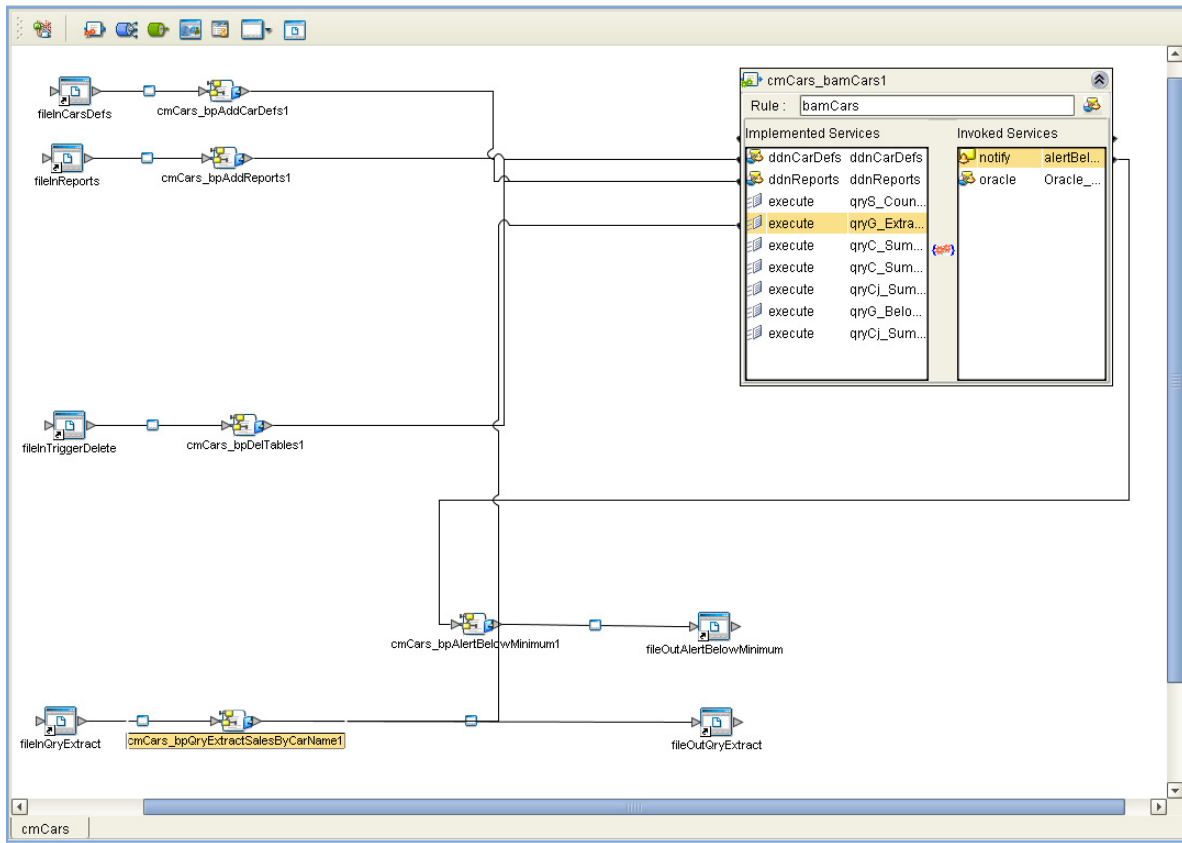 cmCars_bamCars1
Rule : bamCars
Implemented Services Invoked Services
ddnCarDefs ddnCarDefs notify alertBel...
ddnReports ddnReports oracle Oracle_...
execute qryS_Coun...
execute qryG_Extra...
execute qryC_Sum...
execute qryC_Sum...
execute qryCj_Sum...
execute qryG_Belo...
execute qryCj_Sum...
fileInCarsDefs cmCars_bpAddCarDefs1
fileInReports cmCars_bpAddReports1
fileInTriggerDelete cmCars_bpDelTables1
cmCars_bpAlertBelowMinimum1 fileOutAlertBelowMinimum
fileInQryExtract cmCars_bpQryExtractSalesByCarName1 fileOutQryExtract
cmCars